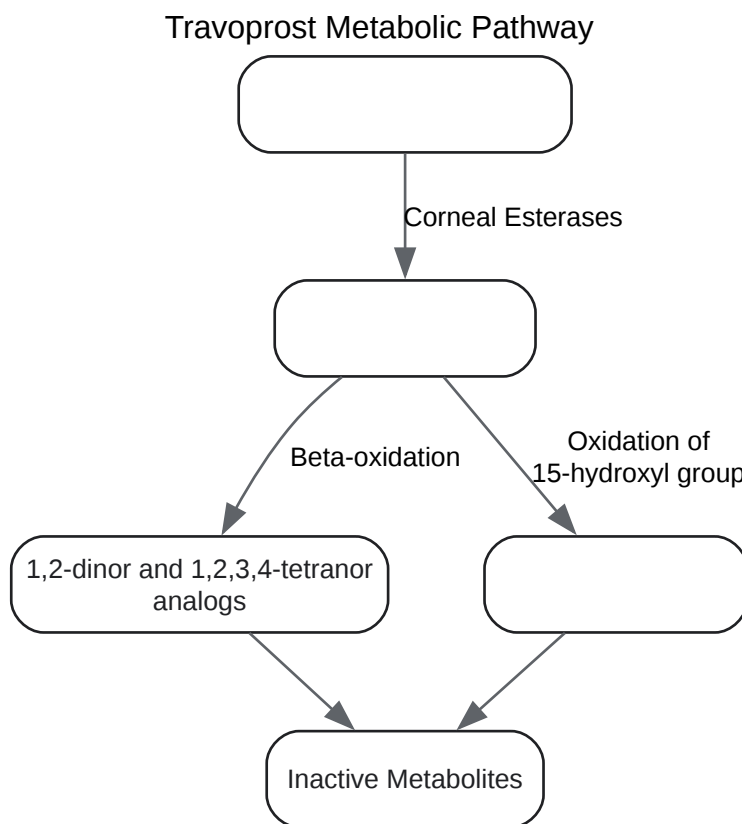 Travoprost Metabolic Pathway
Corneal Esterases
Beta-oxidation
Oxidation of
15-hydroxyl group
1,2-dinor and 1,2,3,4-tetranor
analogs
Inactive Metabolites